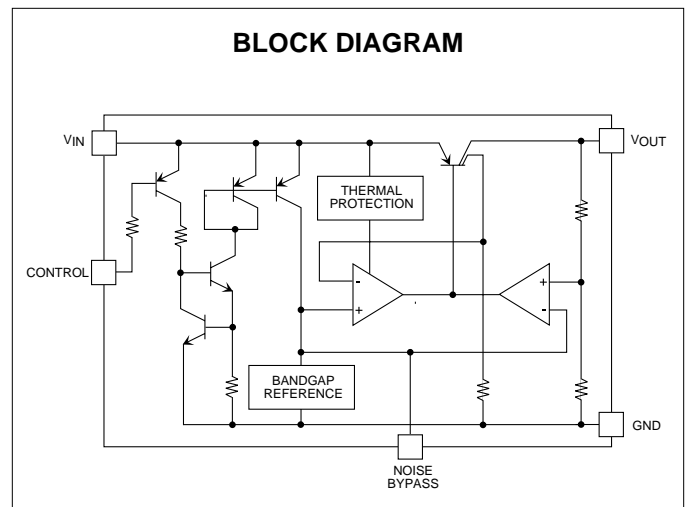 BLOCK DIAGRAM
VIN
VOUT
THERMAL
PROTECTION
CONTROL
-
+
+
-
BANDGAP
REFERENCE
GND
NOISE
BYPASS